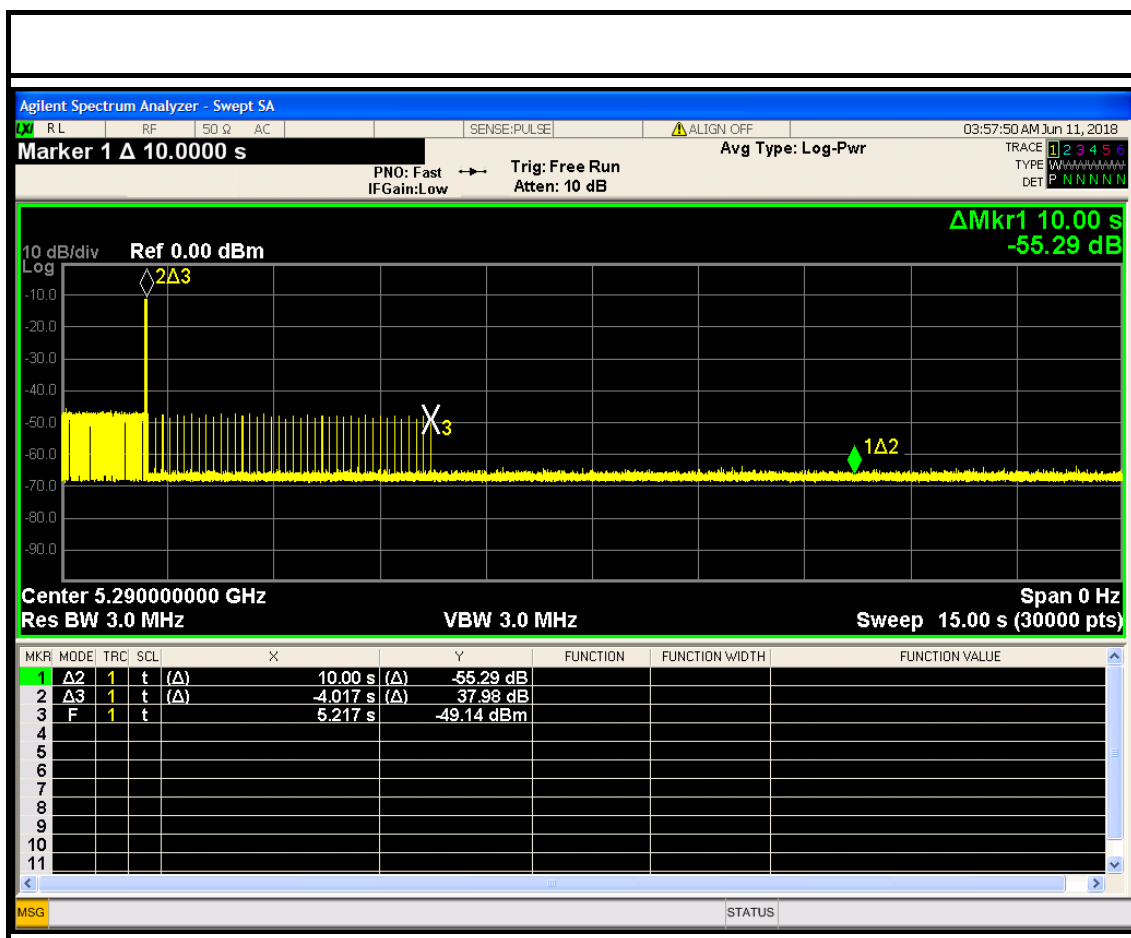 Agilent Spectrum Analyzer - Swept SA
LXI RL RF 50 Ω AC SENSE:PULSE ALIGN OFF 03:57:50 AM Jun 11, 2018
Marker 1 Δ 10.0000 s Avg Type: Log-Pwr TRACE 1 2 3 4 5 6
PNO: Fast Trig: Free Run TYPE WWWWWW
IFGain:Low Atten: 10 dB DET P N N N N N
ΔMkr1 10.00 s
10 dB/div Ref 0.00 dBm -55.29 dB
Log
2Δ3
-10.0
-20.0
-30.0
-40.0
-50.0
X3
-60.0
1Δ2
-70.0
-80.0
-90.0
Center 5.290000000 GHz Span 0 Hz
Res BW 3.0 MHz VBW 3.0 MHz Sweep 15.00 s (30000 pts)
MKR MODE TRC SCL X Y FUNCTION FUNCTION WIDTH FUNCTION VALUE
1 Δ2 1 t (Δ) 10.00 s (Δ) -55.29 dB
2 Δ3 1 t (Δ) -4.017 s (Δ) 37.98 dB
3 F 1 t 5.217 s -49.14 dBm
4
5
6
7
8
9
10
11
MSG STATUS